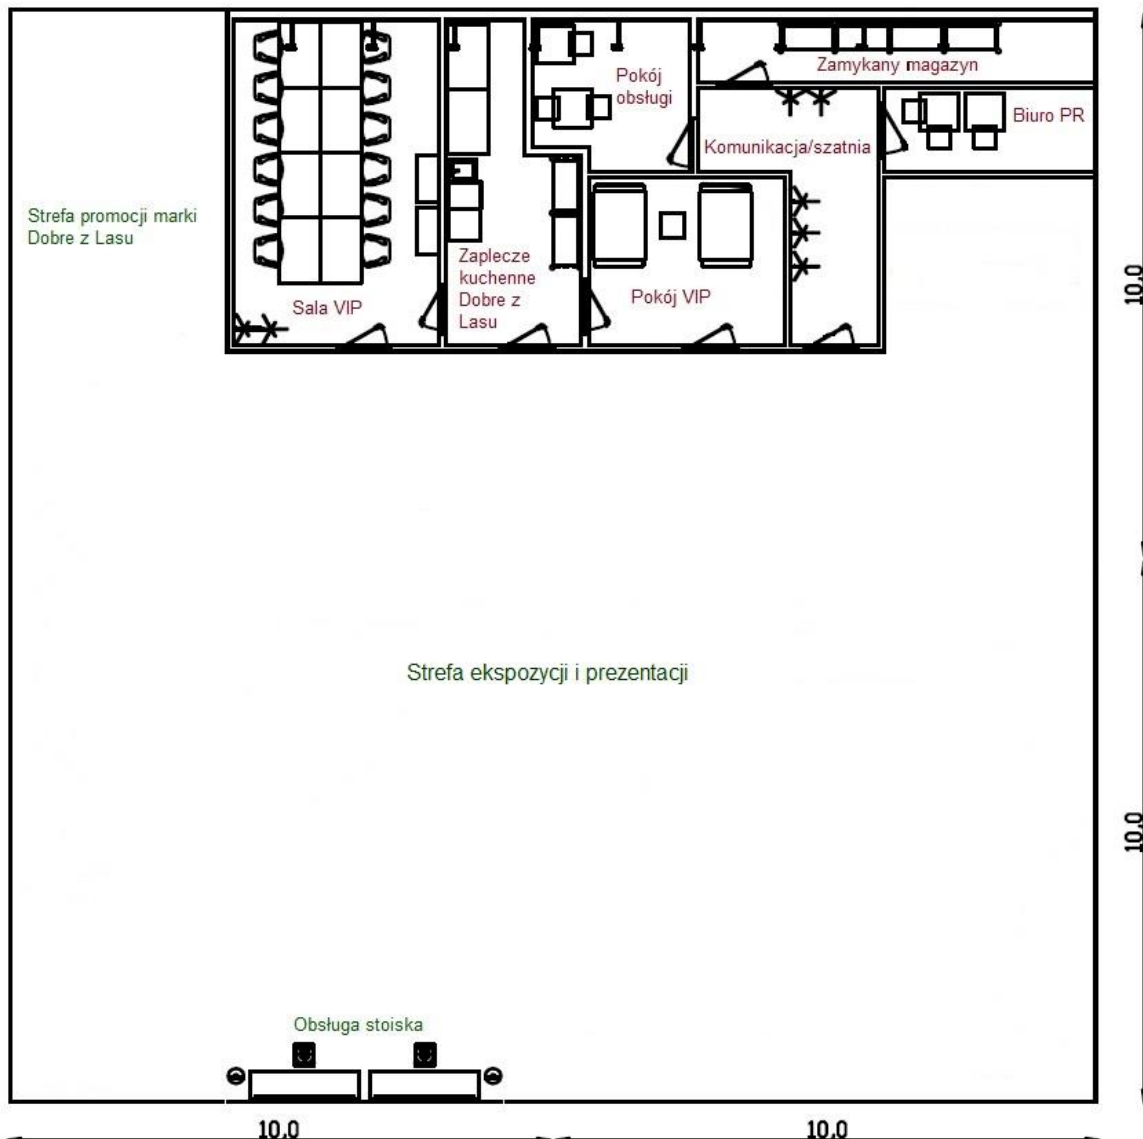 Zamykany magazyn
Pokój
obsługi
Biuro PR
Komunikacja/szatnia
Strefa promocji marki
Dobre z Lasu
Zaplecze
kuchenne
Dobre z
Lasu
Sala VIP
Pokój VIP
10,0
Strefa ekspozycji i prezentacji
10,0
Obsługa stoiska
10,0
10,0